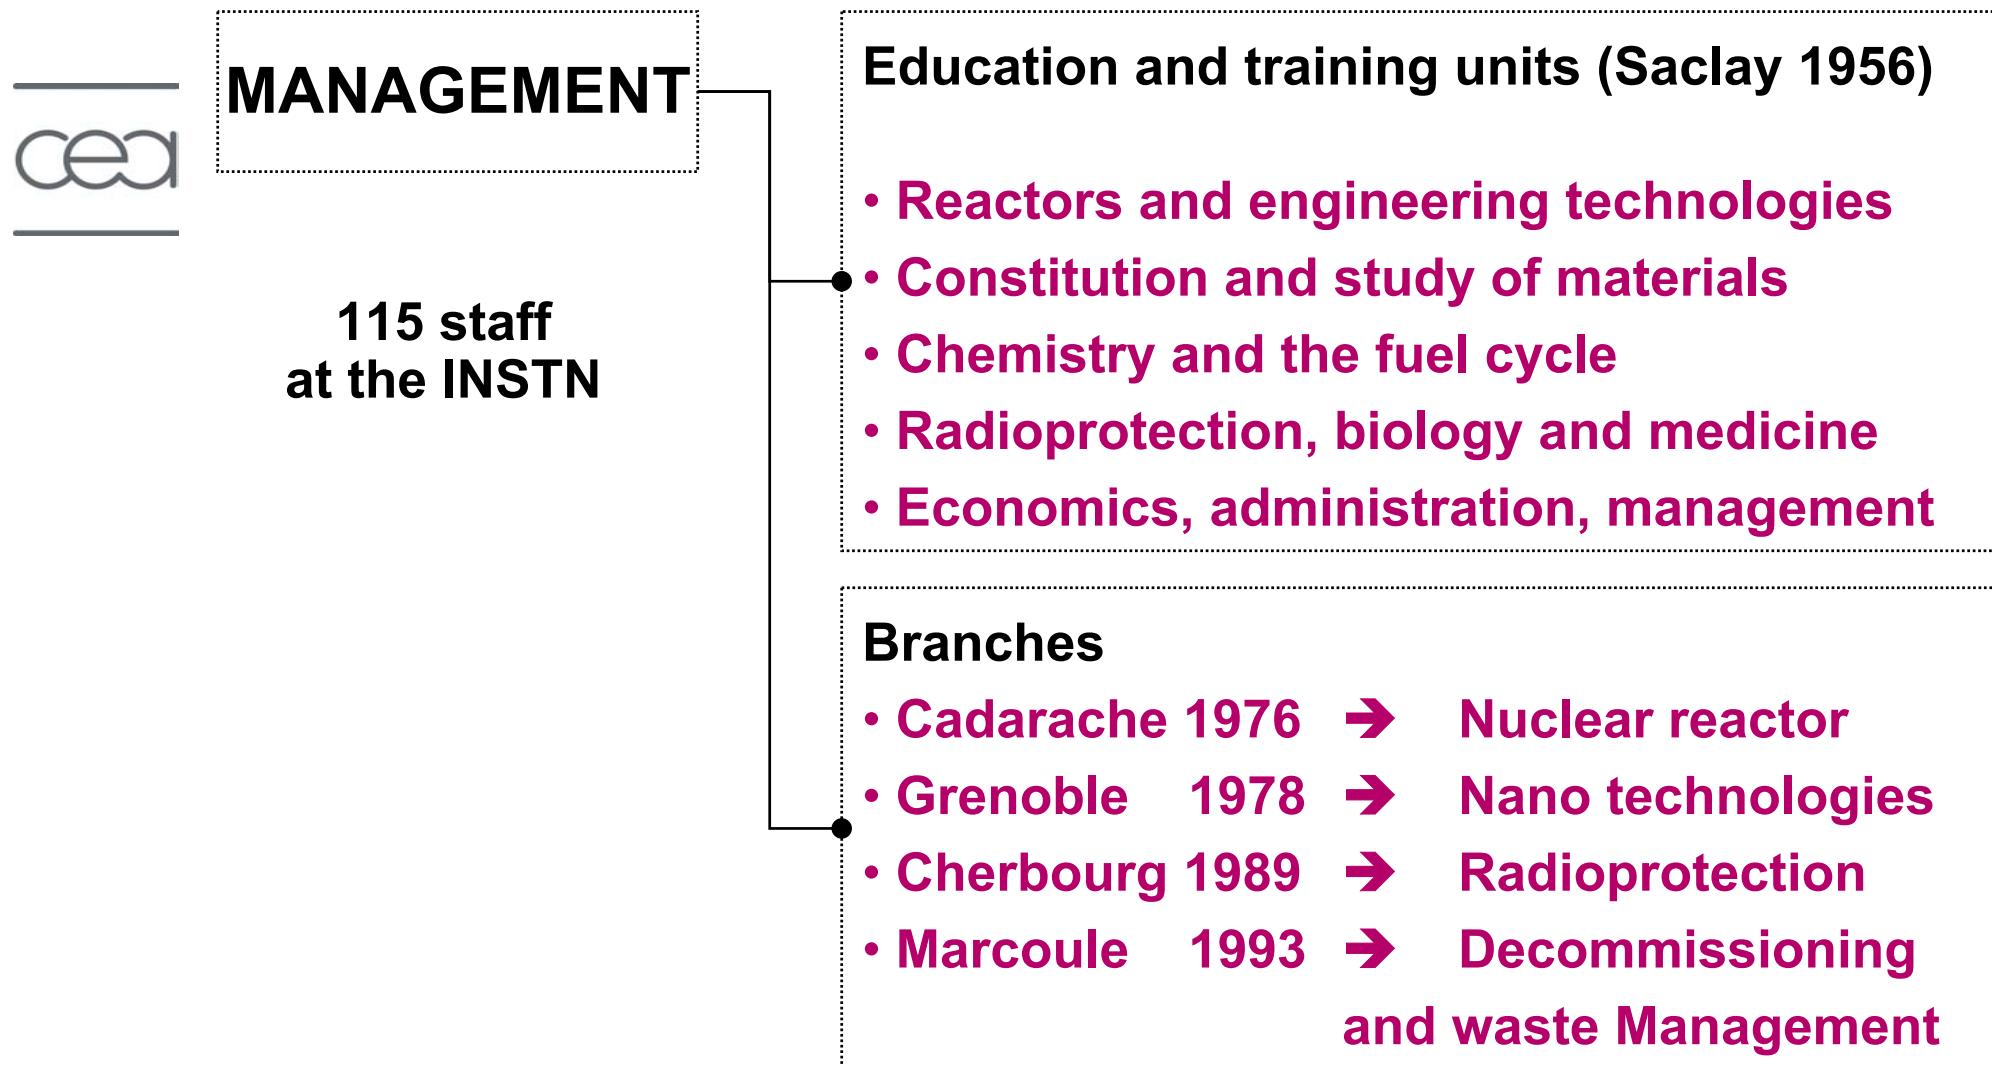 cea
MANAGEMENT
115 staff
at the INSTN
Education and training units (Saclay 1956)
• Reactors and engineering technologies
• Constitution and study of materials
• Chemistry and the fuel cycle
• Radioprotection, biology and medicine
• Economics, administration, management
Branches
• Cadarache 1976 ➔ Nuclear reactor
• Grenoble 1978 ➔ Nano technologies
• Cherbourg 1989 ➔ Radioprotection
• Marcoule 1993 ➔ Decommissioning
and waste Management